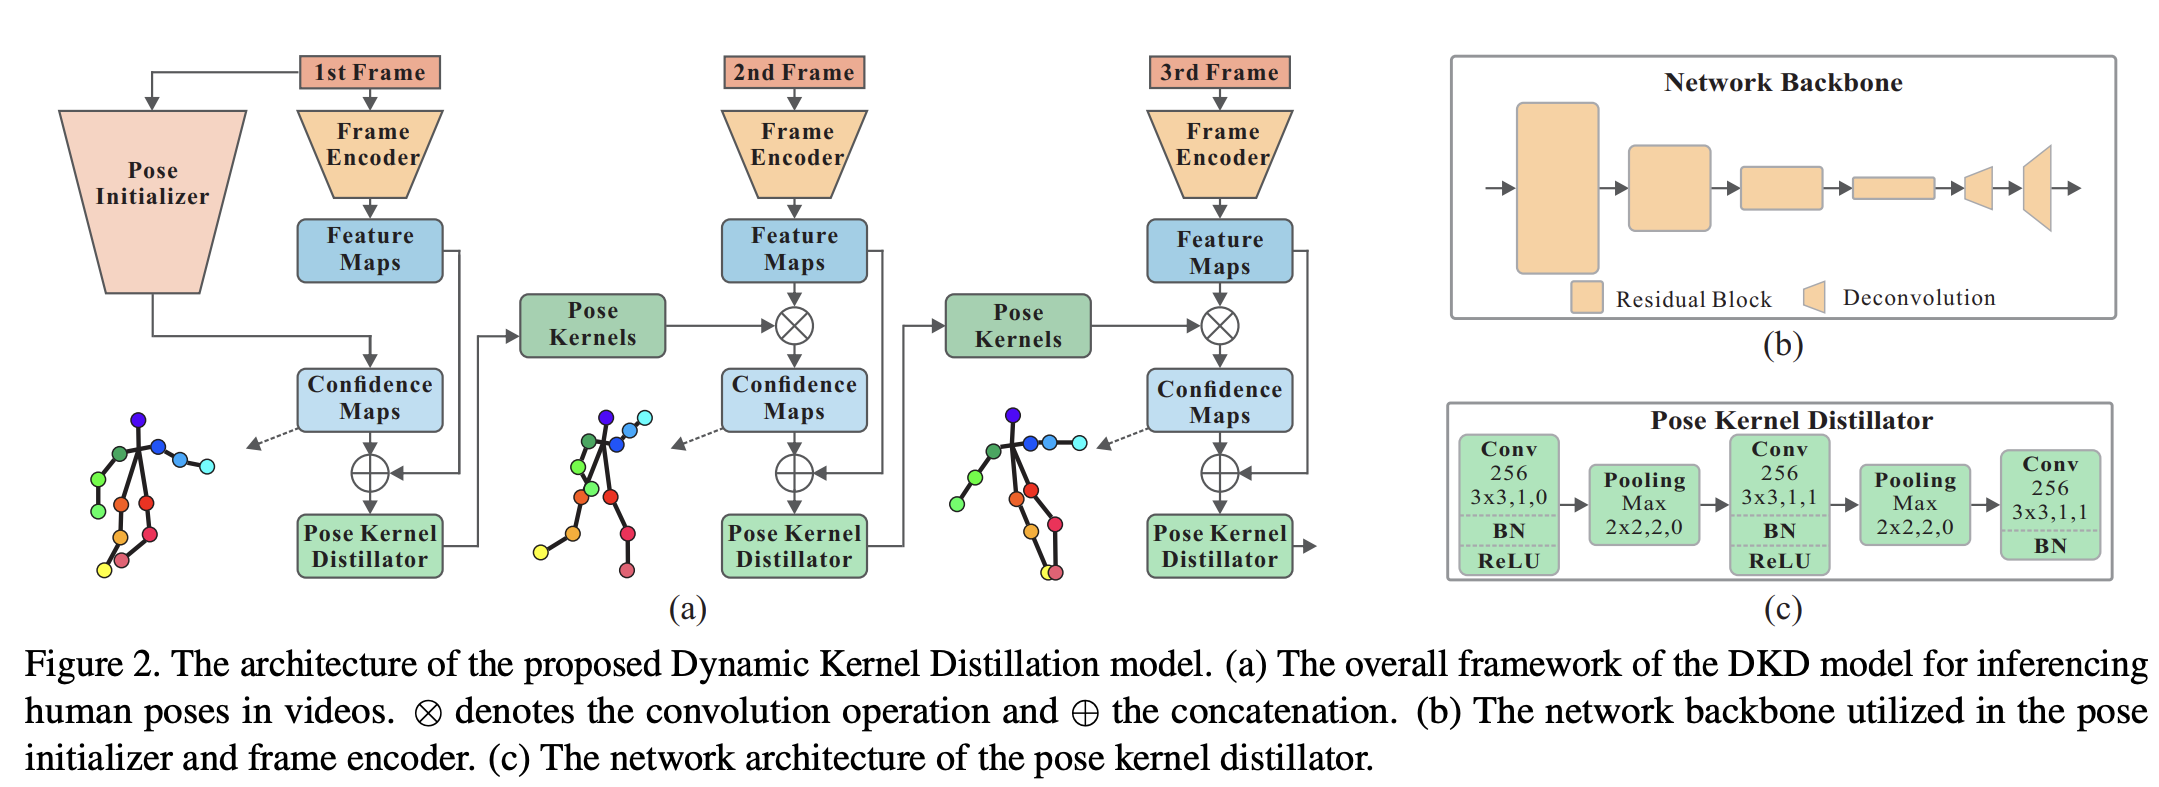 1st Frame
2nd Frame
3rd Frame
Pose
Initializer
Frame
Encoder
Frame
Encoder
Frame
Encoder
Feature
Maps
Feature
Maps
Feature
Maps
Pose
Kernels
Pose
Kernels
Confidence
Maps
Confidence
Maps
Confidence
Maps
Pose Kernel
Distillator
Pose Kernel
Distillator
Pose Kernel
Distillator
(a)
Network Backbone
Residual Block
Deconvolution
(b)
Pose Kernel Distillator
Conv
256
3x3,1,0
BN
ReLU
Pooling
Max
2x2,2,0
Conv
256
3x3,1,1
BN
ReLU
Pooling
Max
2x2,2,0
Conv
256
3x3,1,1
BN
(c)
Figure 2. The architecture of the proposed Dynamic Kernel Distillation model. (a) The overall framework of the DKD model for inferencing
human poses in videos. ⊗ denotes the convolution operation and ⊕ the concatenation. (b) The network backbone utilized in the pose
initializer and frame encoder. (c) The network architecture of the pose kernel distillator.